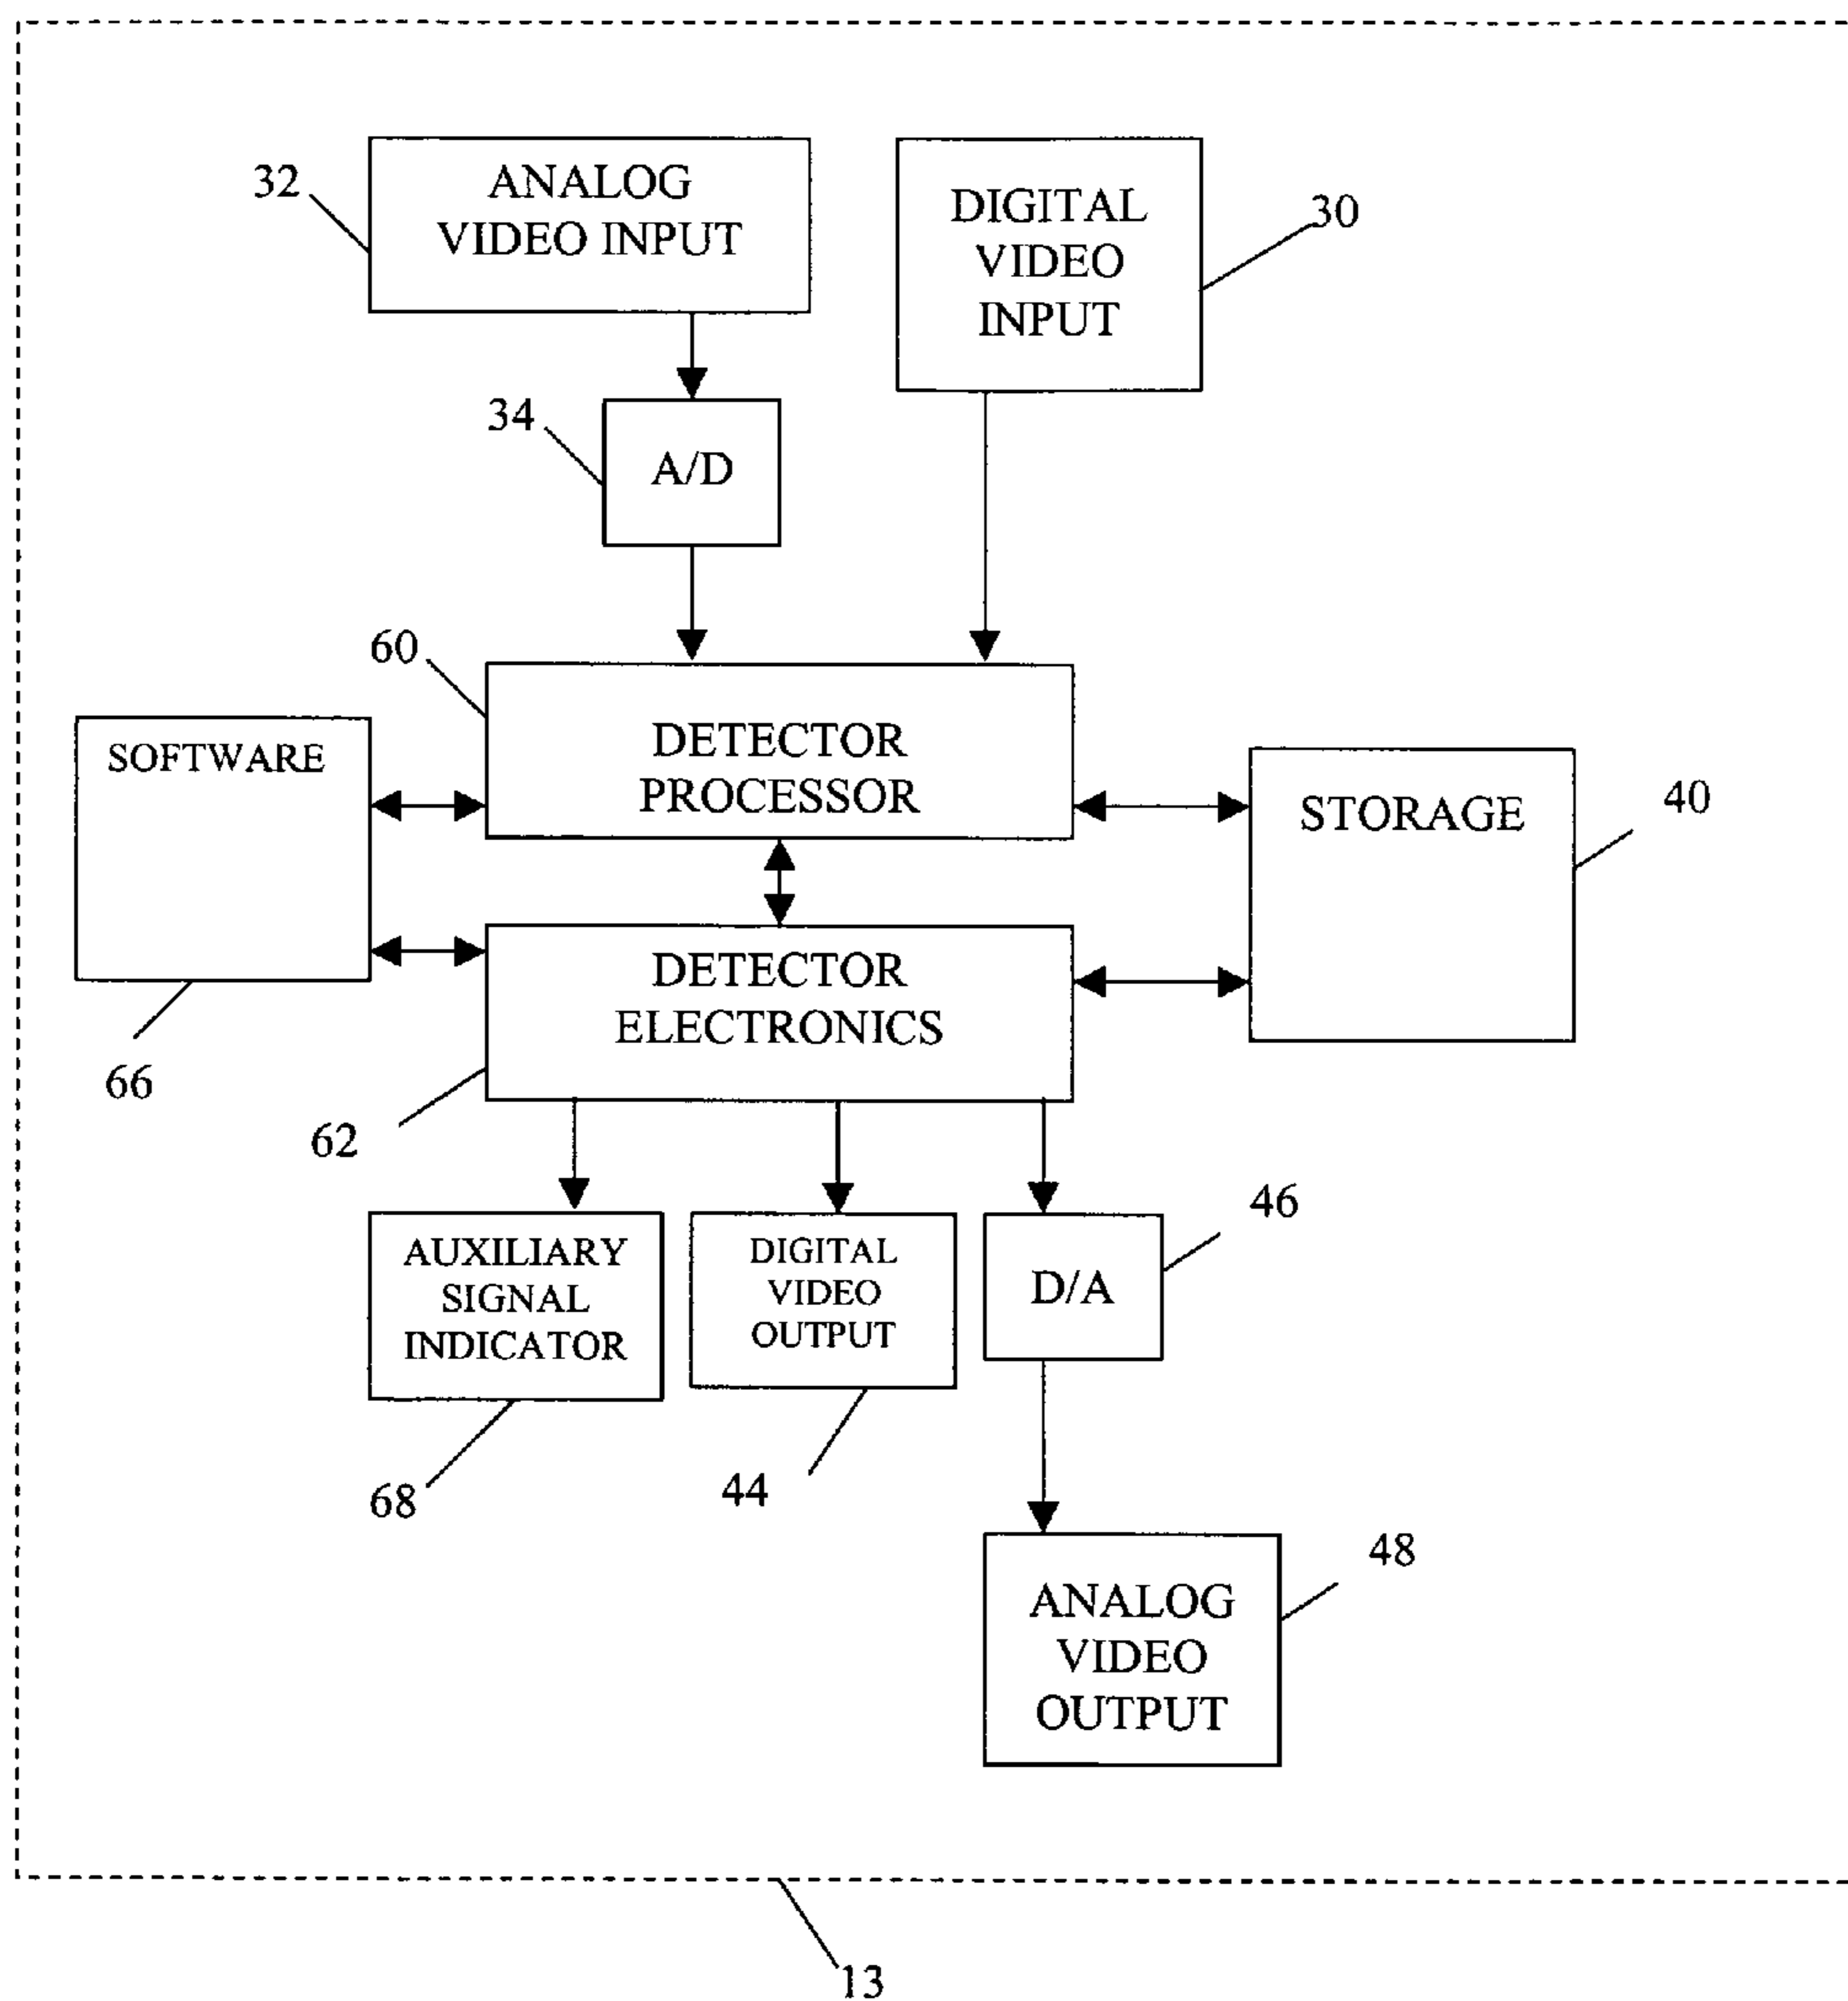 32
ANALOG
VIDEO INPUT
DIGITAL
VIDEO
INPUT
30
34
A/D
60
SOFTWARE
DETECTOR
PROCESSOR
STORAGE
40
DETECTOR
ELECTRONICS
66
62
46
AUXILIARY
SIGNAL
INDICATOR
DIGITAL
VIDEO
OUTPUT
D/A
68
44
48
ANALOG
VIDEO
OUTPUT
13